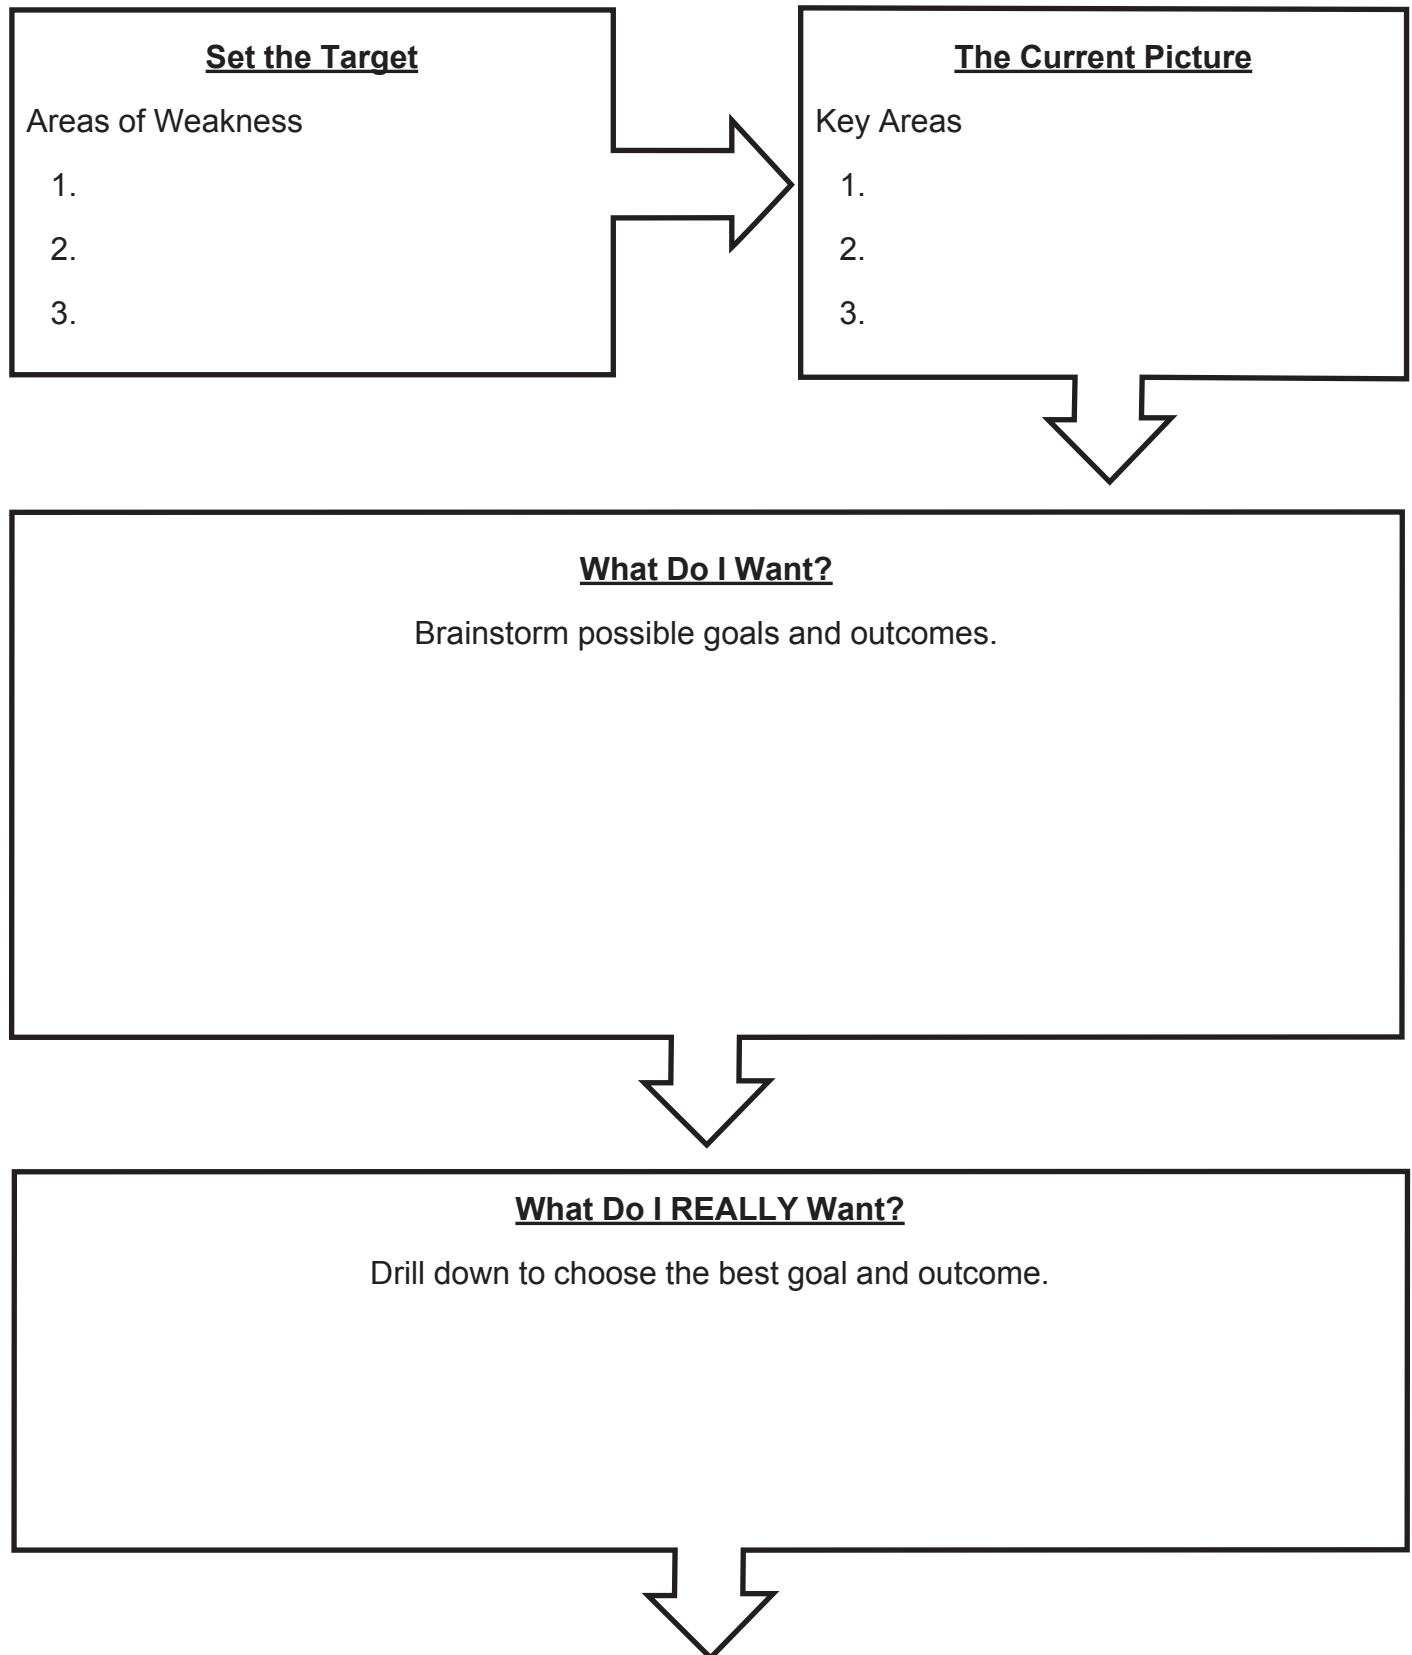 Set the Target
Areas of Weakness
1.
2.
3.
The Current Picture
Key Areas
1.
2.
3.
What Do I Want?
Brainstorm possible goals and outcomes.
What Do I REALLY Want?
Drill down to choose the best goal and outcome.